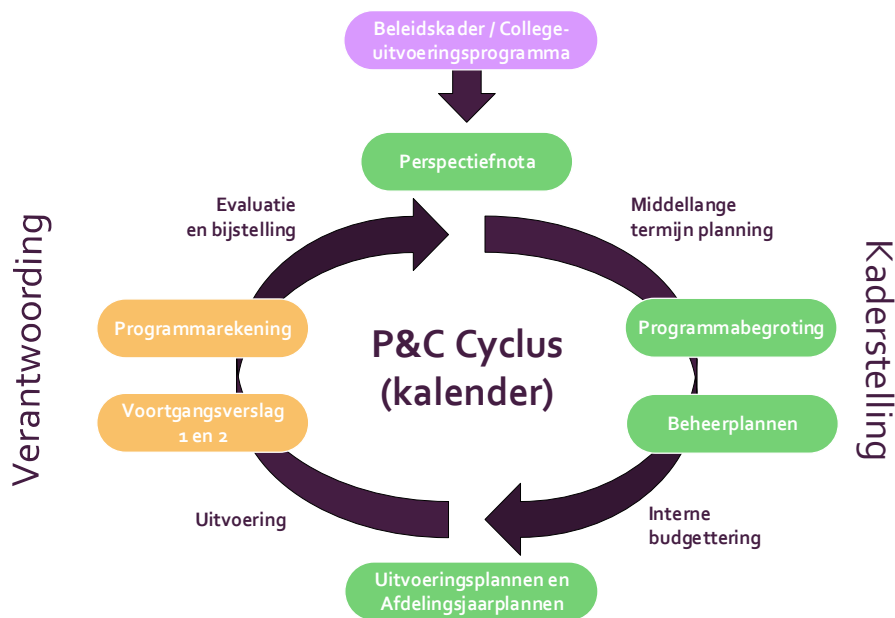 Beleidskader / College-
uitvoeringsprogramma
Perspectiefnota
Evaluatie
en bijstelling
Middellange
termijn planning
Verantwoording
Kaderstelling
Programmarekening
Programmabegroting
P&C Cyclus
(kalender)
Voortgangsverslag
1 en 2
Beheerplannen
Uitvoering
Interne
budgettering
Uitvoeringsplannen en
Afdelingsjaarplannen